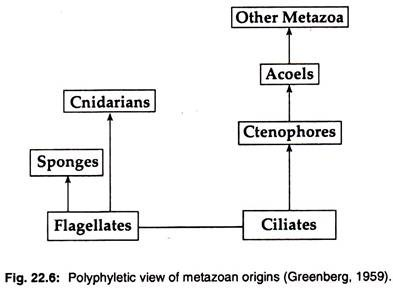 Other Metazoa
Acoels
Cnidarians
Ctenophores
Sponges
Flagellates
Ciliates
Fig. 22.6: Polyphyletic view of metazoan origins (Greenberg, 1959).